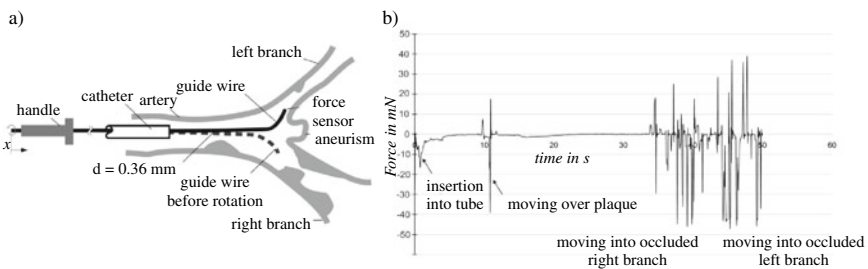 a)
left branch
guide wire
catheter
artery
handle
force
sensor
aneurism
x
d = 0.36 mm
guide wire
before rotation
right branch
b)
Force in mN
50
40
30
20
10
0
-10
-20
-30
-40
-50
0
10
20
30
40
50
60
time in s
insertion
into tube
moving over plaque
moving into occluded
right branch
moving into occluded
left branch